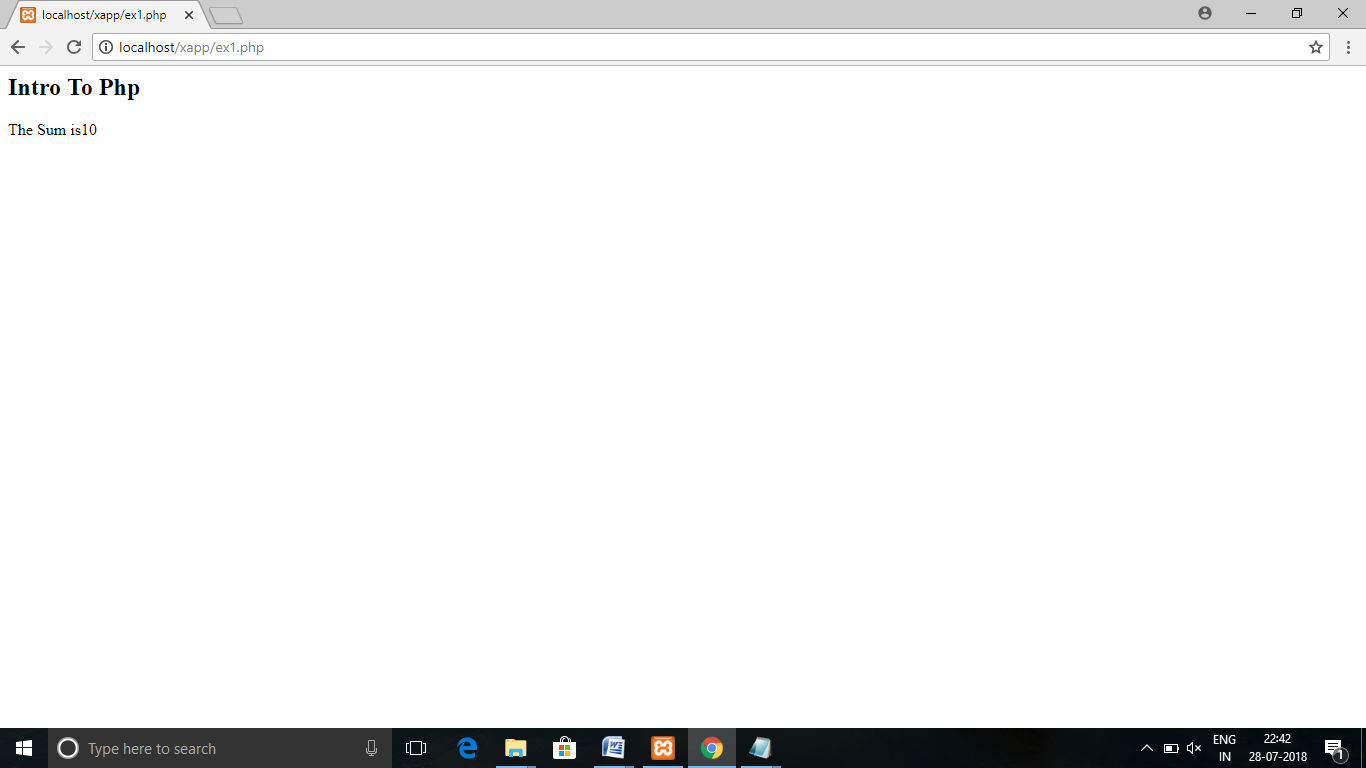 localhost/xapp/ex1.php
localhost/xapp/ex1.php
Intro To Php
The Sum is10
Type here to search
ENG
IN
22:42
28-07-2018
1